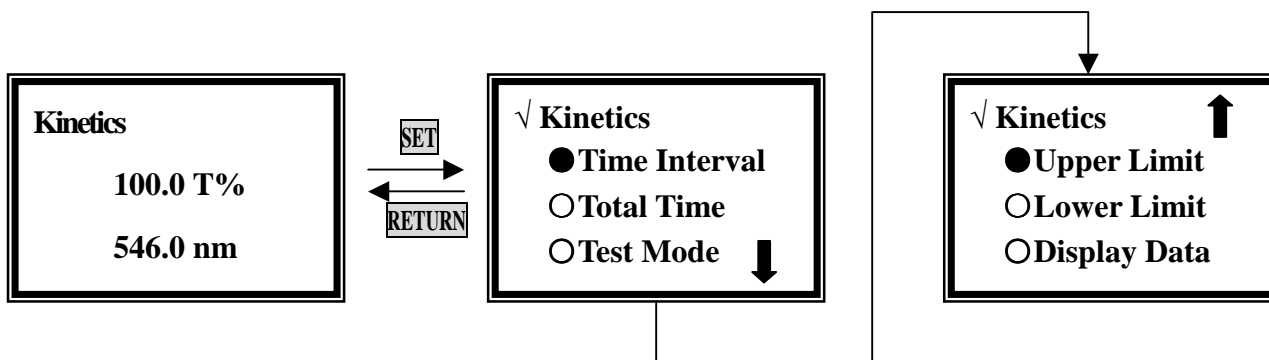 Kinetics
100.0 T%
546.0 nm
SET
RETURN
√ Kinetics
●Time Interval
○Total Time
○Test Mode
√ Kinetics
●Upper Limit
○Lower Limit
○Display Data